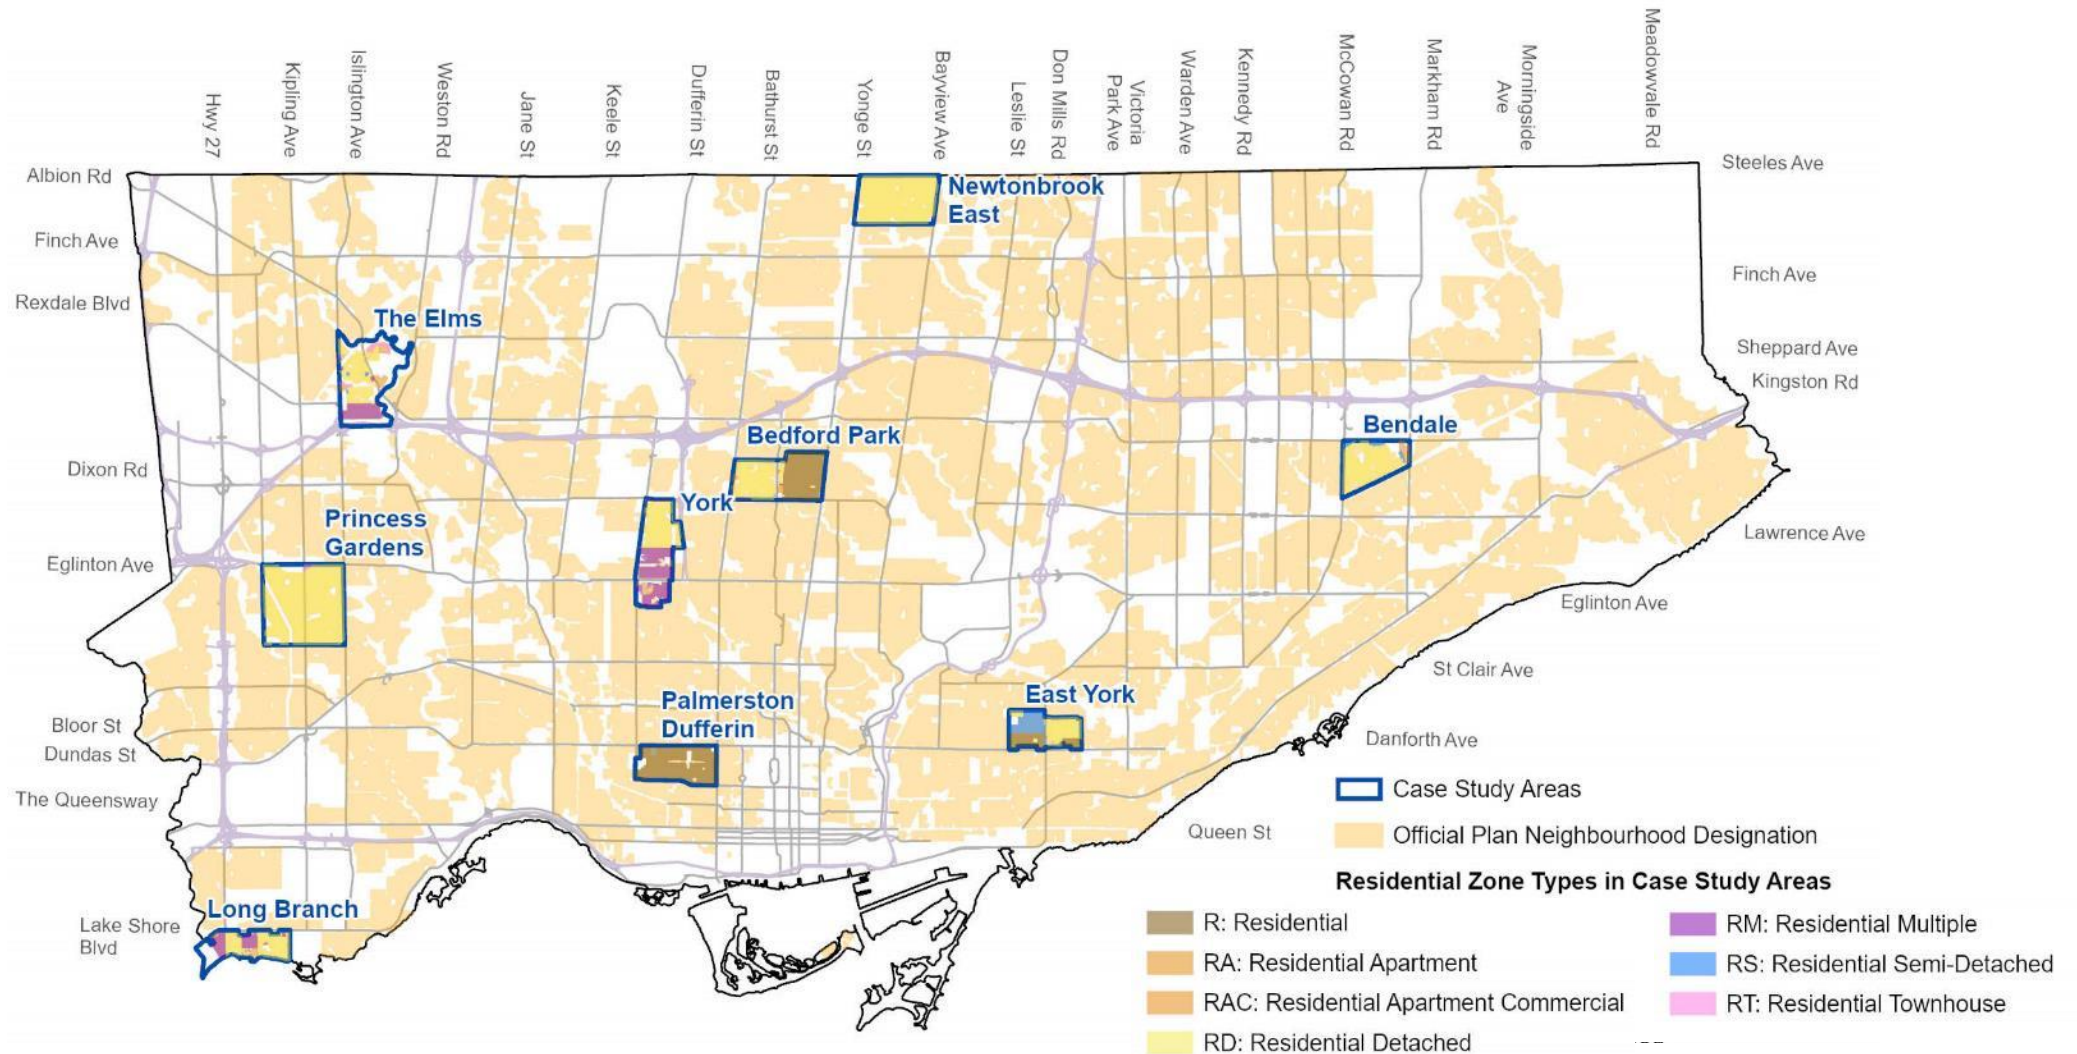 Hwy 27
Kipling Ave
Islington Ave
Weston Rd
Jane St
Keele St
Dufferin St
Bathurst St
Yonge St
Bayview Ave
Leslie St
Don Mills Rd
Victoria
Park Ave
Warden Ave
Kennedy Rd
McCowan Rd
Markham Rd
Morningside
Ave
Meadowvale Rd
Albion Rd
Steeles Ave
Newtonbrook
East
Finch Ave
Finch Ave
Rexdale Blvd
The Elms
Sheppard Ave
Kingston Rd
Bedford Park
Bendale
Dixon Rd
York
Princess
Gardens
Lawrence Ave
Eglinton Ave
Eglinton Ave
St Clair Ave
East York
Palmerston
Dufferin
Bloor St
Dundas St
Danforth Ave
The Queensway
Queen St
Long Branch
Lake Shore
Blvd
Case Study Areas
Official Plan Neighbourhood Designation
Residential Zone Types in Case Study Areas
R: Residential
RA: Residential Apartment
RAC: Residential Apartment Commercial
RD: Residential Detached
RM: Residential Multiple
RS: Residential Semi-Detached
RT: Residential Townhouse